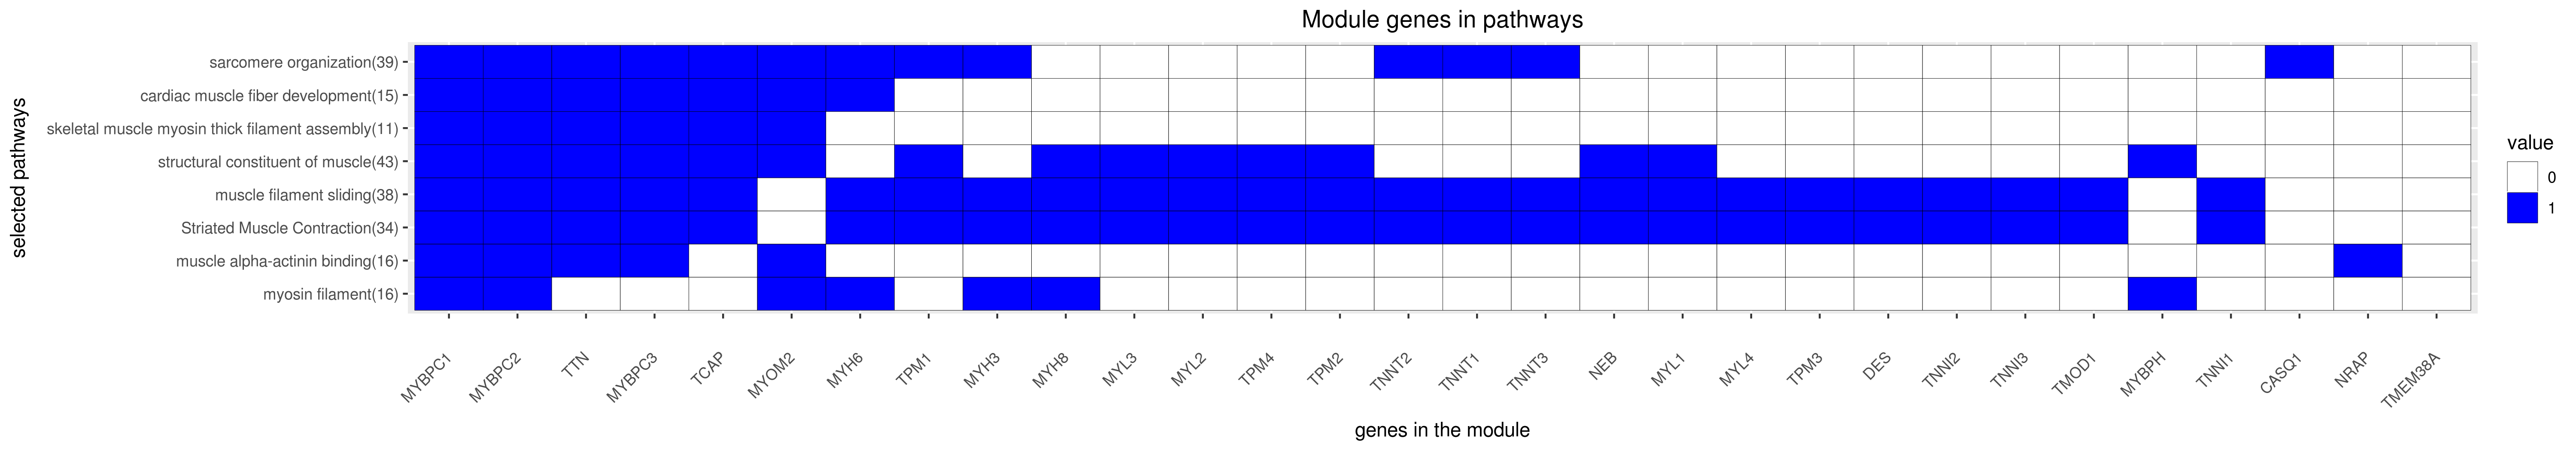 Module genes in pathways
selected pathways
sarcomere organization(39)
cardiac muscle fiber development(15)
skeletal muscle myosin thick filament assembly(11)
structural constituent of muscle(43)
muscle filament sliding(38)
Striated Muscle Contraction(34)
muscle alpha-actinin binding(16)
myosin filament(16)
value
0
1
MYBPC1
MYBPC2
TTN
MYBPC3
TCAP
MYOM2
MYH6
TPM1
MYH3
MYH8
MYL3
MYL2
TPM4
TPM2
TNNT2
TNNT1
TNNT3
NEB
MYL1
MYL4
TPM3
DES
TNNI2
TNNI3
TMOD1
MYBPH
TNNI1
CASQ1
NRAP
TMEM38A
genes in the module